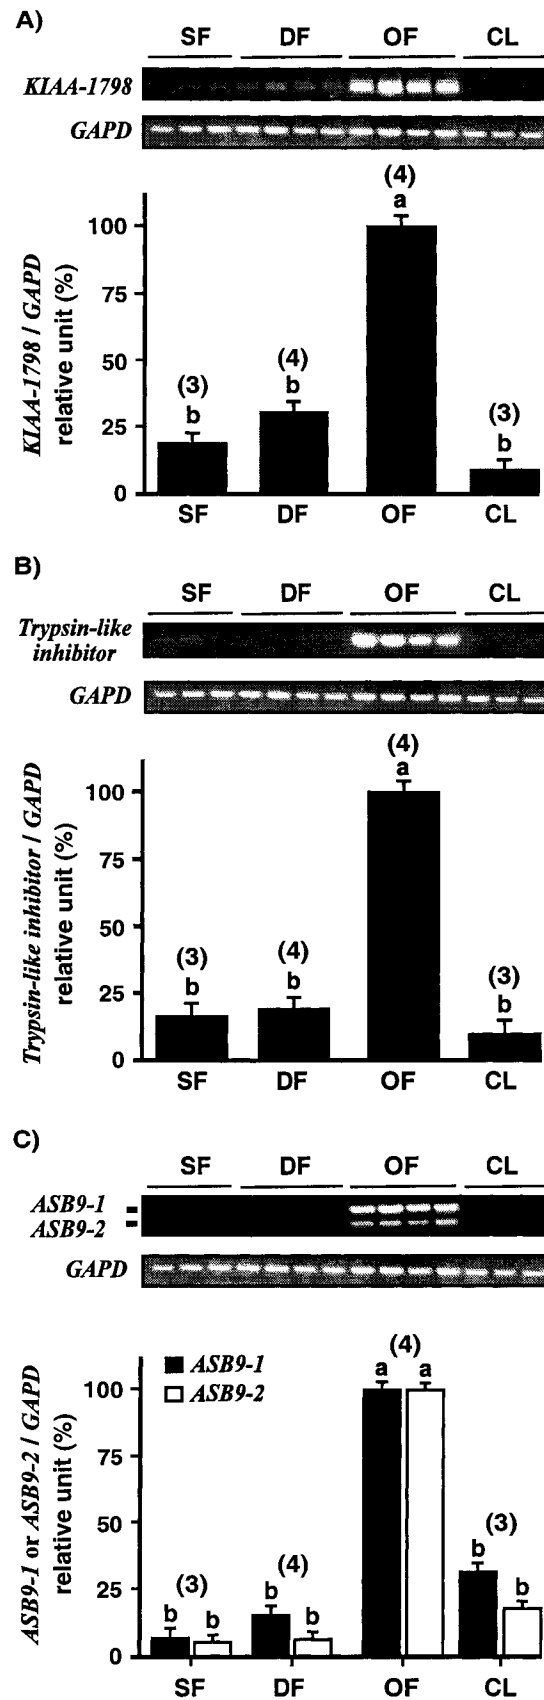 A)
SF DF OF CL
KIAA-1798
GAPD
KIAA-1798 / GAPD
relative unit (%)
100
75
50
25
0
(3)
b
(4)
b
(4)
a
(3)
b
SF DF OF CL
B)
SF DF OF CL
Trypsin-like
inhibitor
GAPD
Trypsin-like inhibitor / GAPD
relative unit (%)
100
75
50
25
0
(3)
b
(4)
b
(4)
a
(3)
b
SF DF OF CL
C)
SF DF OF CL
ASB9-1
ASB9-2
GAPD
ASB9-1 or ASB9-2 / GAPD
relative unit (%)
ASB9-1
ASB9-2
100
75
50
25
0
(3)
b b
(4)
b b
(4)
a a
(3)
b b
SF DF OF CL